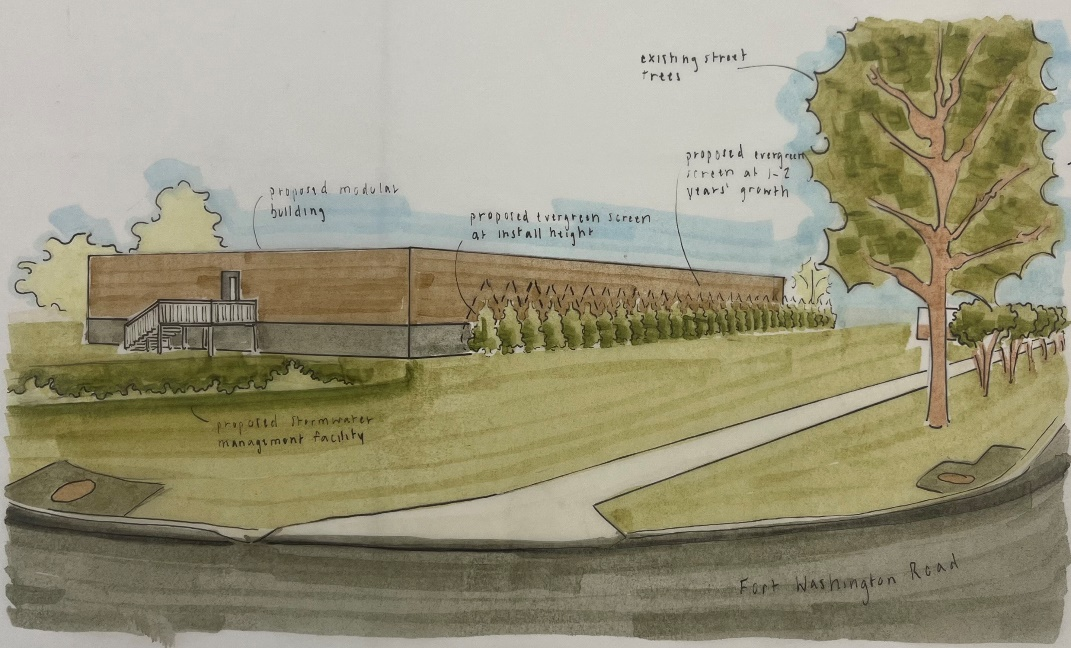 existing street
trees
proposed evergreen
screen at 1-2
years' growth
proposed modular
building
proposed evergreen screen
at install height
proposed stormwater
management facility
Fort Washington Road